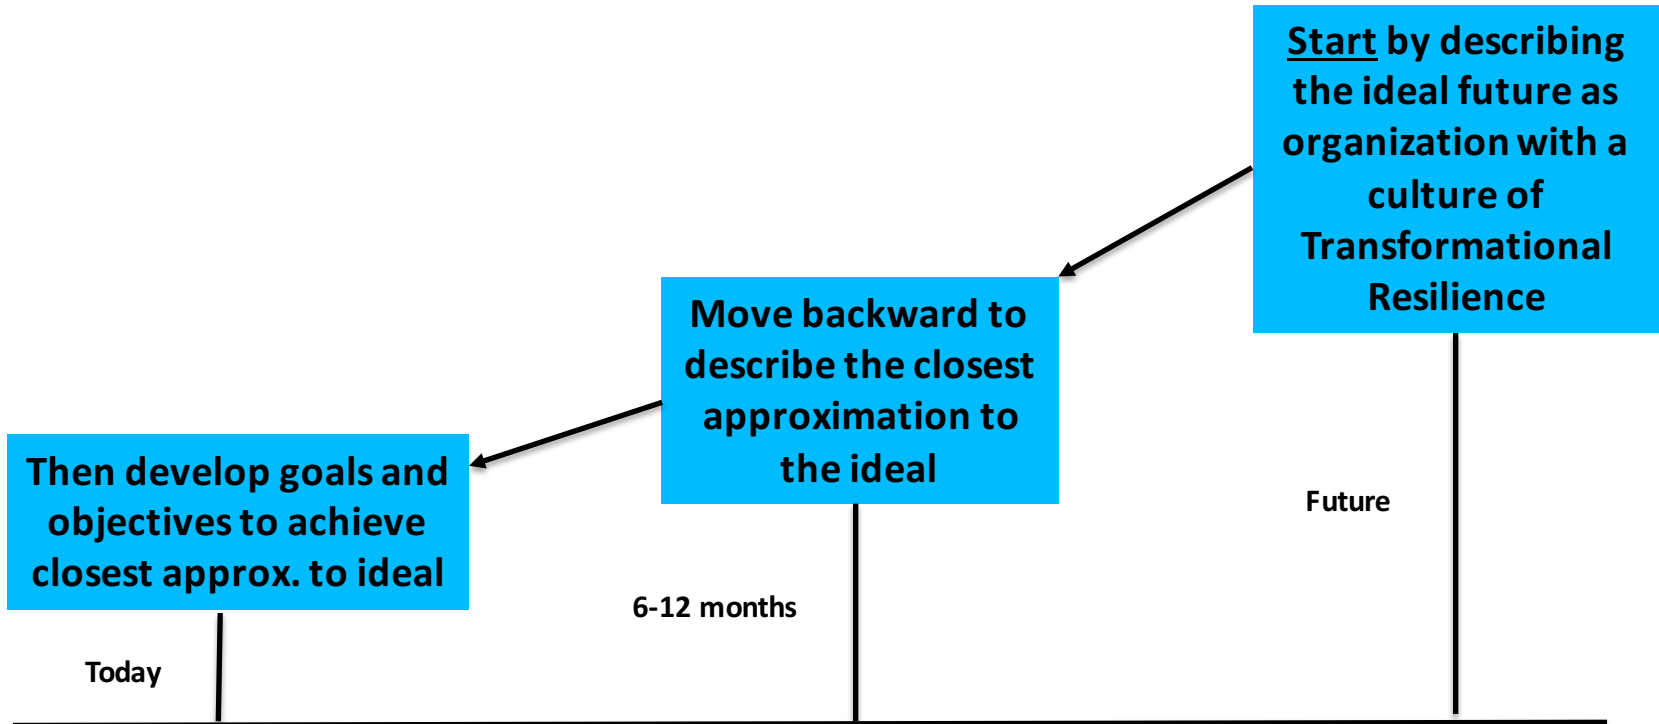 Start by describing
the ideal future as
organization with a
culture of
Transformational
Resilience
Move backward to
describe the closest
approximation to
the ideal
Then develop goals and
objectives to achieve
closest approx. to ideal
Future
6-12 months
Today